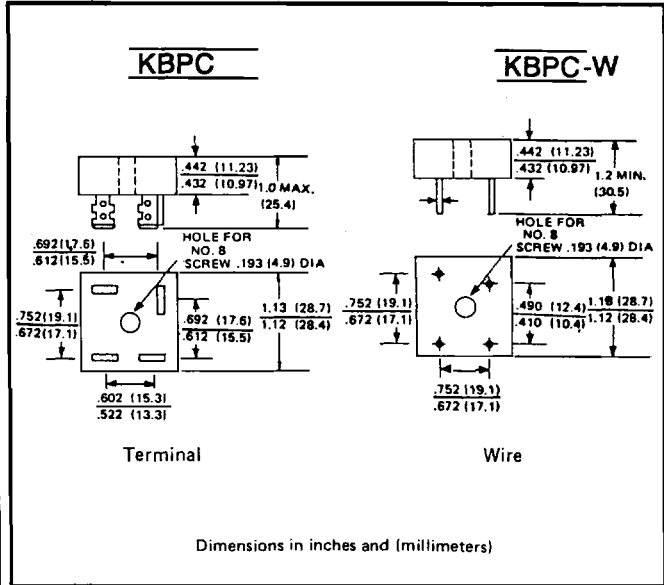 KBPC
KBPC-W
.442 (11.23)
.432 (10.97)
1.0 MAX.
(25.4)
.442 (11.23)
.432 (10.97)
1.2 MIN.
(30.5)
.692(17.6)
.612(15.5)
HOLE FOR
NO. 8
SCREW .193 (4.9) DIA
HOLE FOR
NO. 8
SCREW .193 (4.9) DIA
.752(19.1)
.672(17.1)
.692 (17.6)
.612 (15.5)
1.13 (28.7)
1.12 (28.4)
.752 (19.1)
.672 (17.1)
.490 (12.4)
.410 (10.4)
(28.7)
1.12 (28.4)
.602 (15.3)
.522 (13.3)
.752 (19.1)
.672 (17.1)
Terminal
Wire
Dimensions in inches and (millimeters)